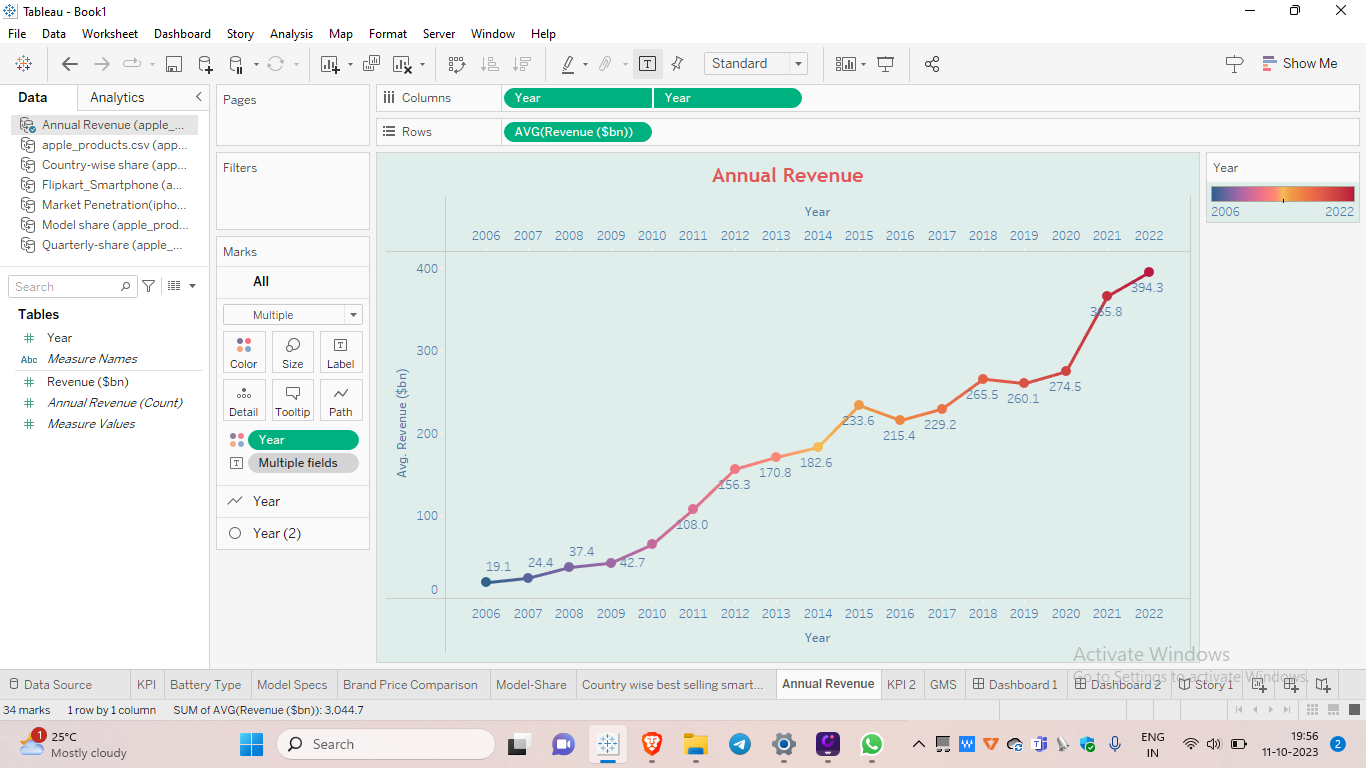 Tableau - Book1
File Data Worksheet Dashboard Story Analysis Map Format Server Window Help
Standard
Show Me
Data Analytics
Annual Revenue (apple_...
apple_products.csv (app...
Country-wise share (app...
Flipkart_Smartphone (a...
Market Penetration(ipho...
Model share (apple_prod...
Quarterly-share (apple_...
Search
Tables
Year
Abc Measure Names
Revenue ($bn)
Annual Revenue (Count)
Measure Values
Pages
Filters
Marks
All
Multiple
Color Size Label
Detail Tooltip Path
Year
Multiple fields
Year
Year (2)
Columns Year Year
Rows AVG(Revenue ($bn))
Annual Revenue
Year
2006 2007 2008 2009 2010 2011 2012 2013 2014 2015 2016 2017 2018 2019 2020 2021 2022
Avg. Revenue ($bn)
400
300
200
100
0
19.1
24.4
37.4
42.7
108.0
156.3
170.8
182.6
233.6
215.4
229.2
265.5
260.1
274.5
365.8
394.3
2006 2007 2008 2009 2010 2011 2012 2013 2014 2015 2016 2017 2018 2019 2020 2021 2022
Year
Year
2006 2022
Activate Windows
Go to Settings to activate Windows.
Data Source KPI Battery Type Model Specs Brand Price Comparison Model-Share Country wise best selling smart... Annual Revenue KPI 2 GMS Dashboard 1 Dashboard 2 Story 1
34 marks 1 row by 1 column SUM of AVG(Revenue ($bn)): 3,044.7
1
25°C
Mostly cloudy
Search
ENG
IN
19:56
11-10-2023
2